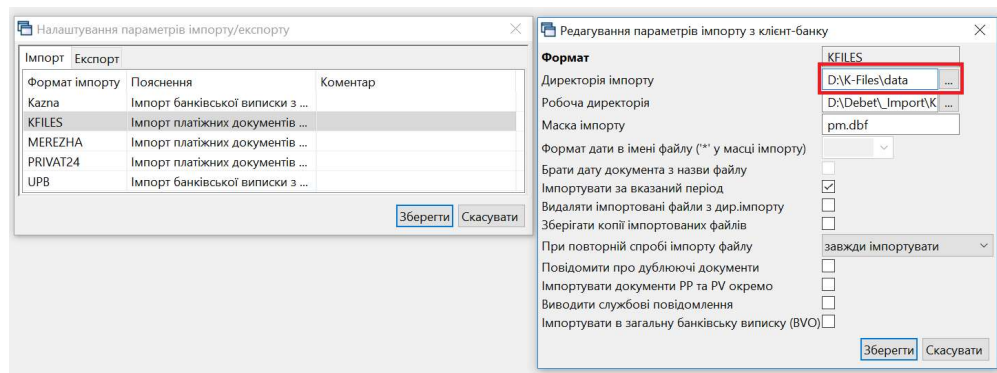 Налаштування параметрів імпорту/експорту
Імпорт Експорт
Формат імпорту Пояснення Коментар
Kazna Імпорт банківської виписки з ...
KFILES Імпорт платіжних документів ...
MEREZHA Імпорт платіжних документів ...
PRIVAT24 Імпорт платіжних документів ...
UPB Імпорт банківської виписки з ...
Зберегти Скасувати
Редагування параметрів імпорту з клієнт-банку
Формат KFILES
Директорія імпорту D:\K-Files\data ...
Робоча директорія D:\Debet\_Import\K ...
Маска імпорту pm.dbf
Формат дати в імені файлу ('*' у масці імпорту)
Брати дату документа з назви файлу
Імпортувати за вказаний період
Видаляти імпортовані файли з дир.імпорту
Зберігати копії імпортованих файлів
При повторній спробі імпорту файлу завжди імпортувати
Повідомити про дублюючі документи
Імпортувати документи PP та PV окремо
Виводити службові повідомлення
Імпортувати в загальну банківську виписку (BVO)
Зберегти Скасувати